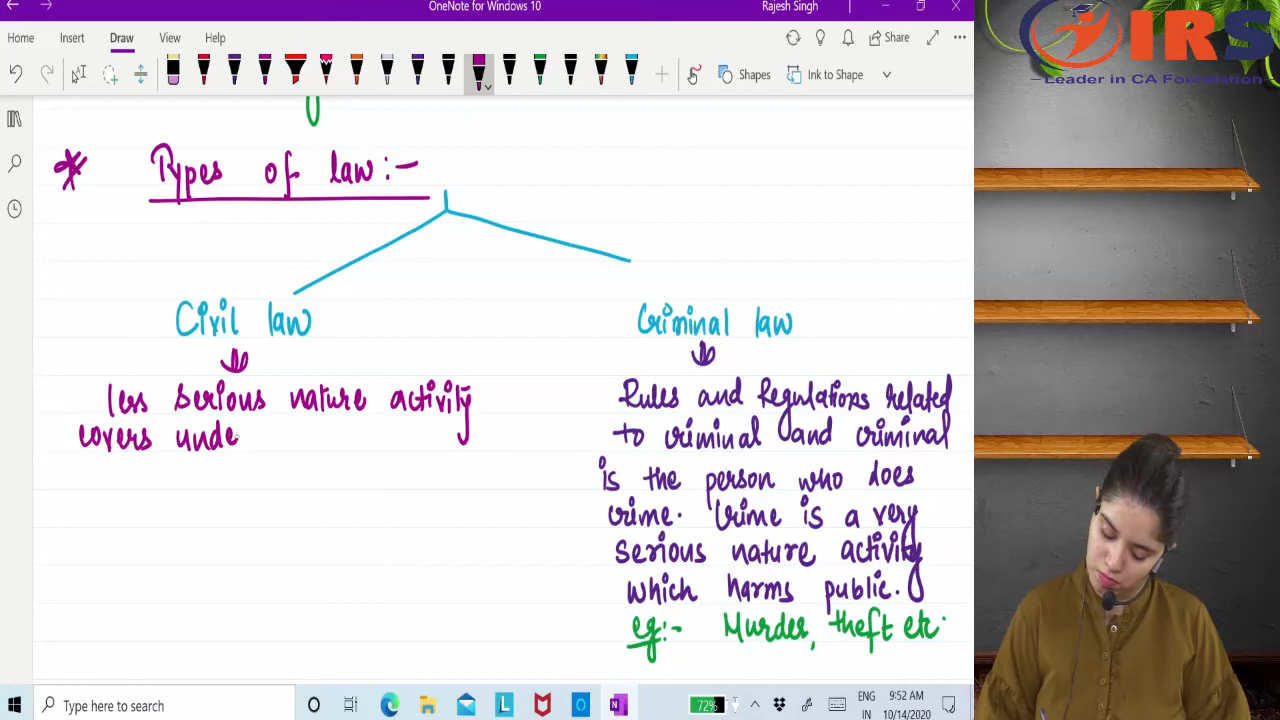 OneNote for Windows 10
Rajesh Singh
Home Insert Draw View Help
Share
Shapes
Ink to Shape
IRS
Leader in CA Foundation
* Types of law:-
Civil law
Criminal law
less serious nature activity
covers unde
Rules and Regulations related
to criminal and criminal
is the person who does
crime. Crime is a very
serious nature activity
which harms public.
eg:- Murder, theft etc.
Type here to search
72%
ENG
IN
9:52 AM
10/14/2020